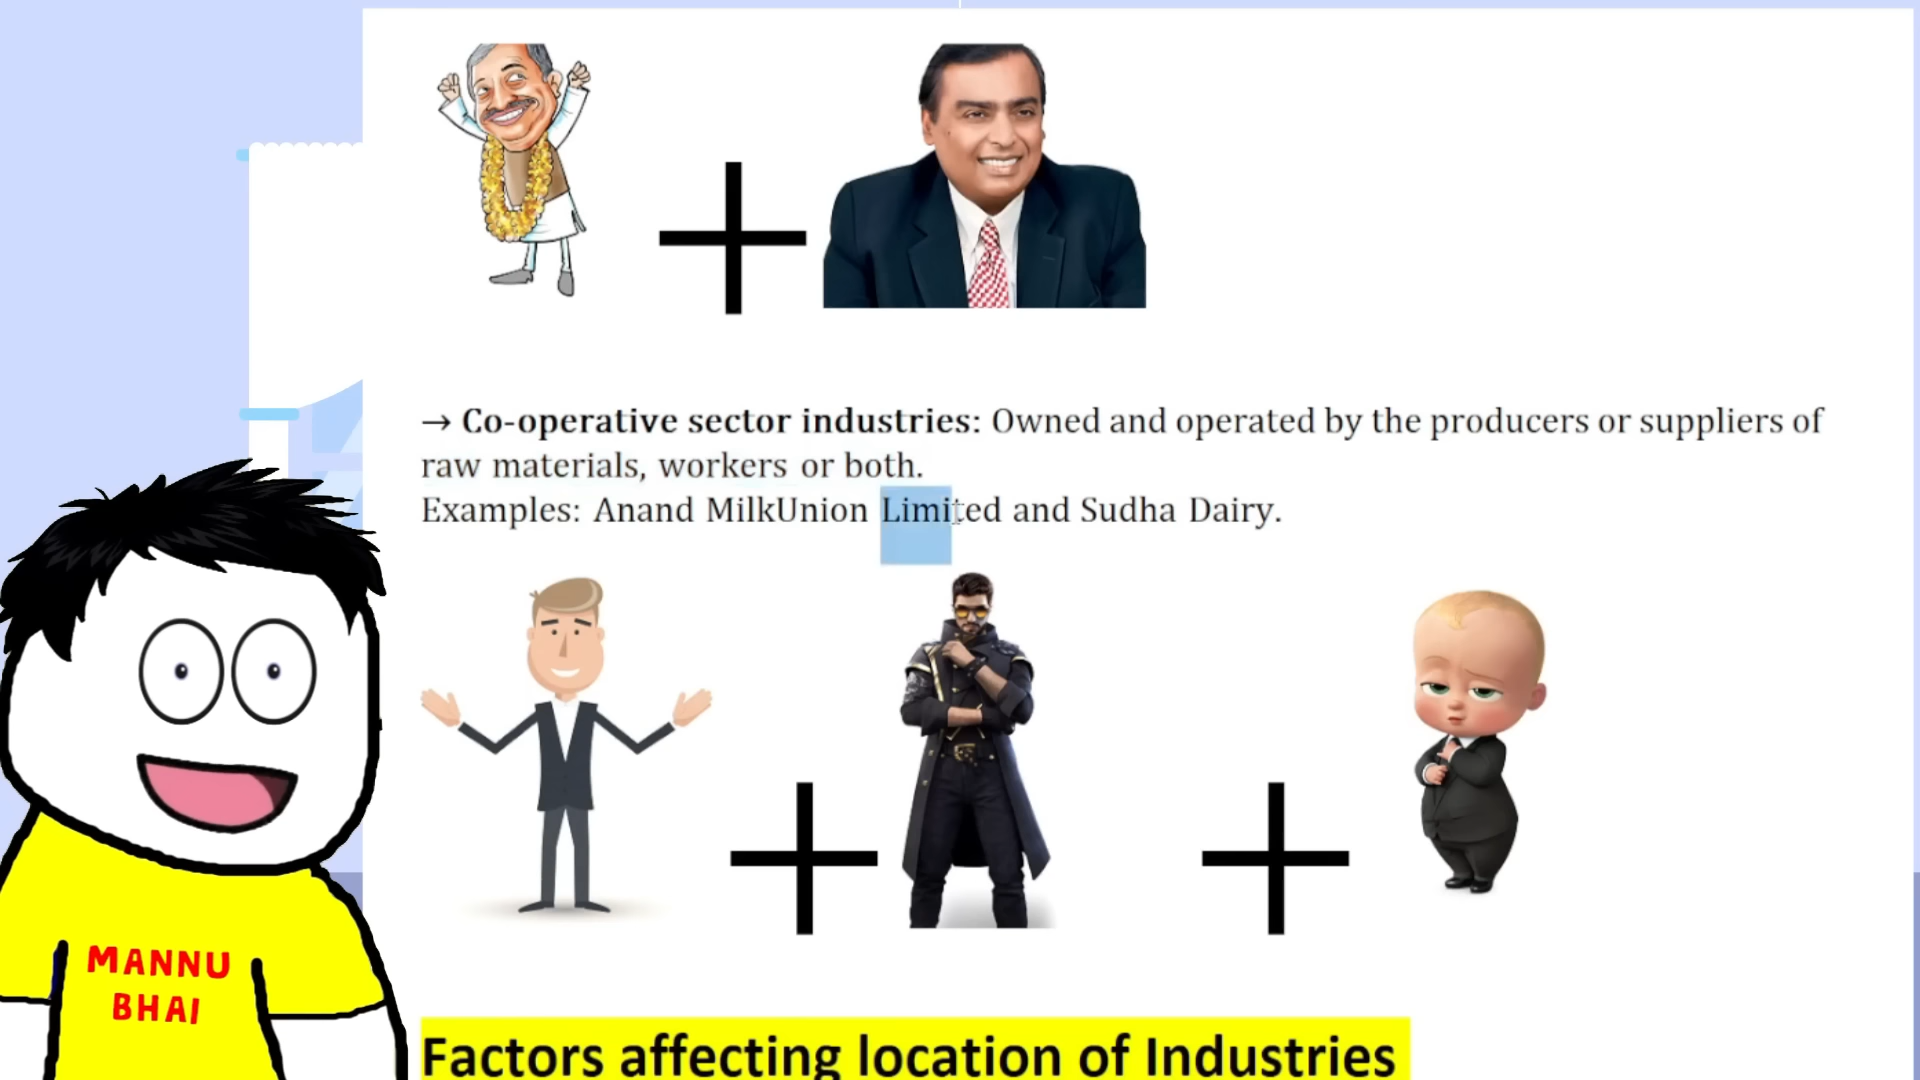 → Co-operative sector industries: Owned and operated by the producers or suppliers of
raw materials, workers or both.
Examples: Anand MilkUnion Limited and Sudha Dairy.
MANNU
BHAI
Factors affecting location of Industries